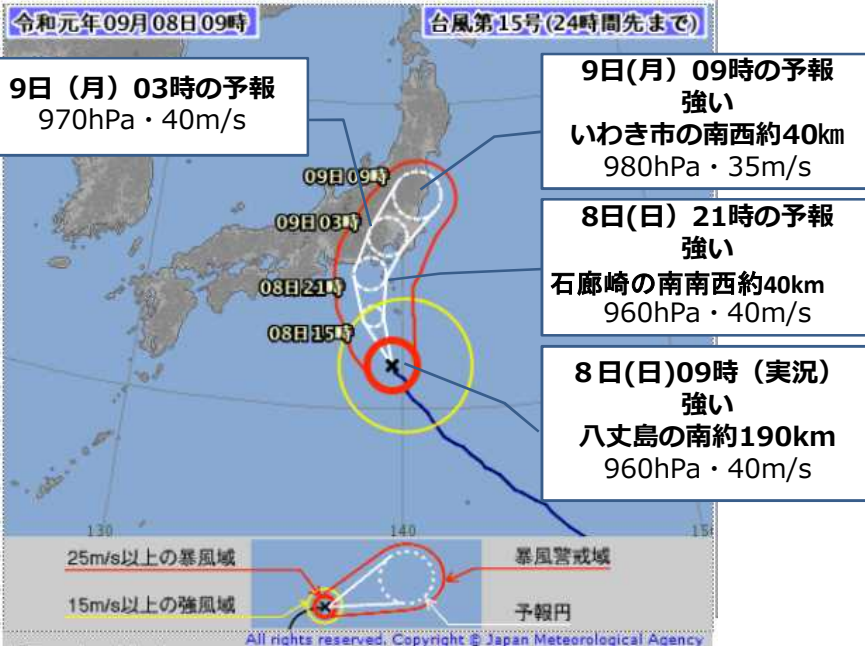 令和元年09月08日09時
台風第15号(24時間先まで)
9日（月）03時の予報
970hPa・40m/s
9日(月）09時の予報
強い
いわき市の南西約40㎞
980hPa・35m/s
8日(日）21時の予報
強い
石廊崎の南南西約40km
960hPa・40m/s
８日(日)09時（実況）
強い
八丈島の南約190km
960hPa・40m/s
09日09時
09日03時
08日21時
08日15時
130
140
15
25m/s以上の暴風域
暴風警戒域
15m/s以上の強風域
予報円
All rights reserved. Copyright © Japan Meteorological Agency